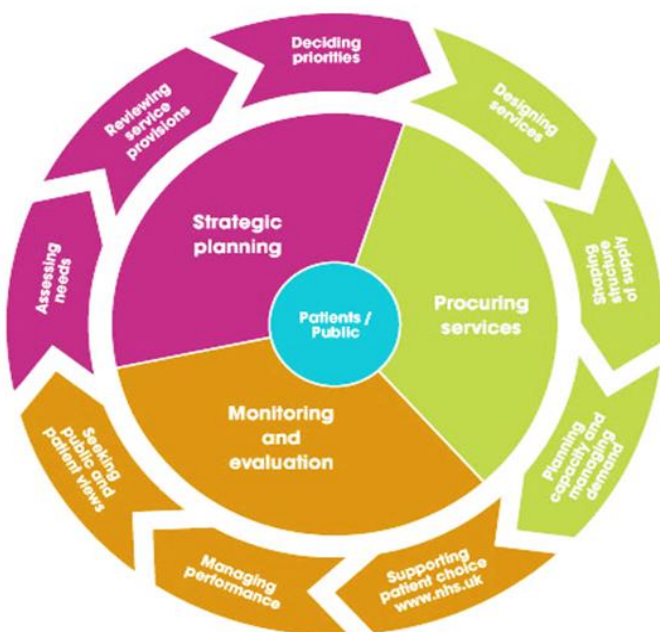 Deciding
priorities
Designing
services
Shaping
structure
of supply
Planning
capacity and
managing
demand
Supporting
patient choice
www.nhs.uk
Managing
performance
Seeking
public and
patient views
Assessing
needs
Reviewing
service
provisions
Strategic
planning
Procuring
services
Monitoring
and
evaluation
Patients /
Public